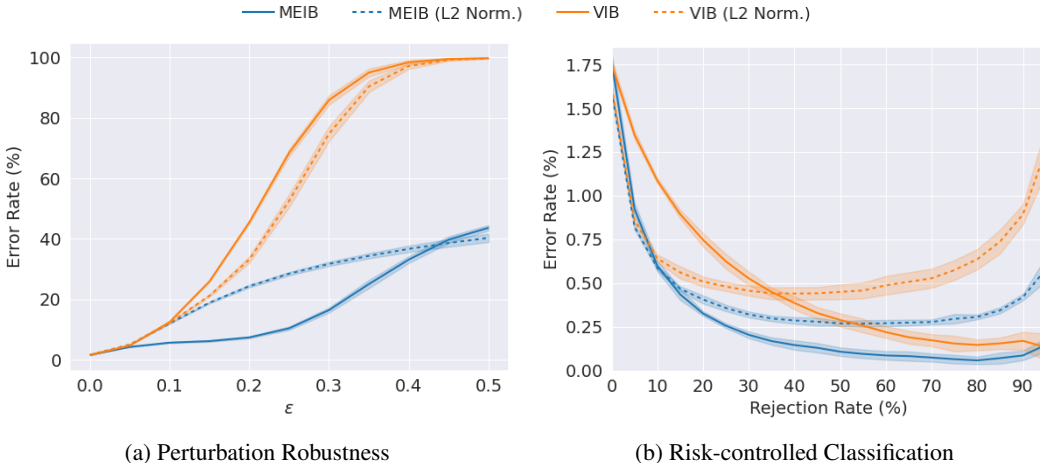 MEIB MEIB (L2 Norm.) VIB VIB (L2 Norm.)
100
80
60
40
20
0
Error Rate (%)
0.0 0.1 0.2 0.3 0.4 0.5
ε
(a) Perturbation Robustness
1.75
1.50
1.25
1.00
0.75
0.50
0.25
0.00
Error Rate (%)
0 10 20 30 40 50 60 70 80 90
Rejection Rate (%)
(b) Risk-controlled Classification